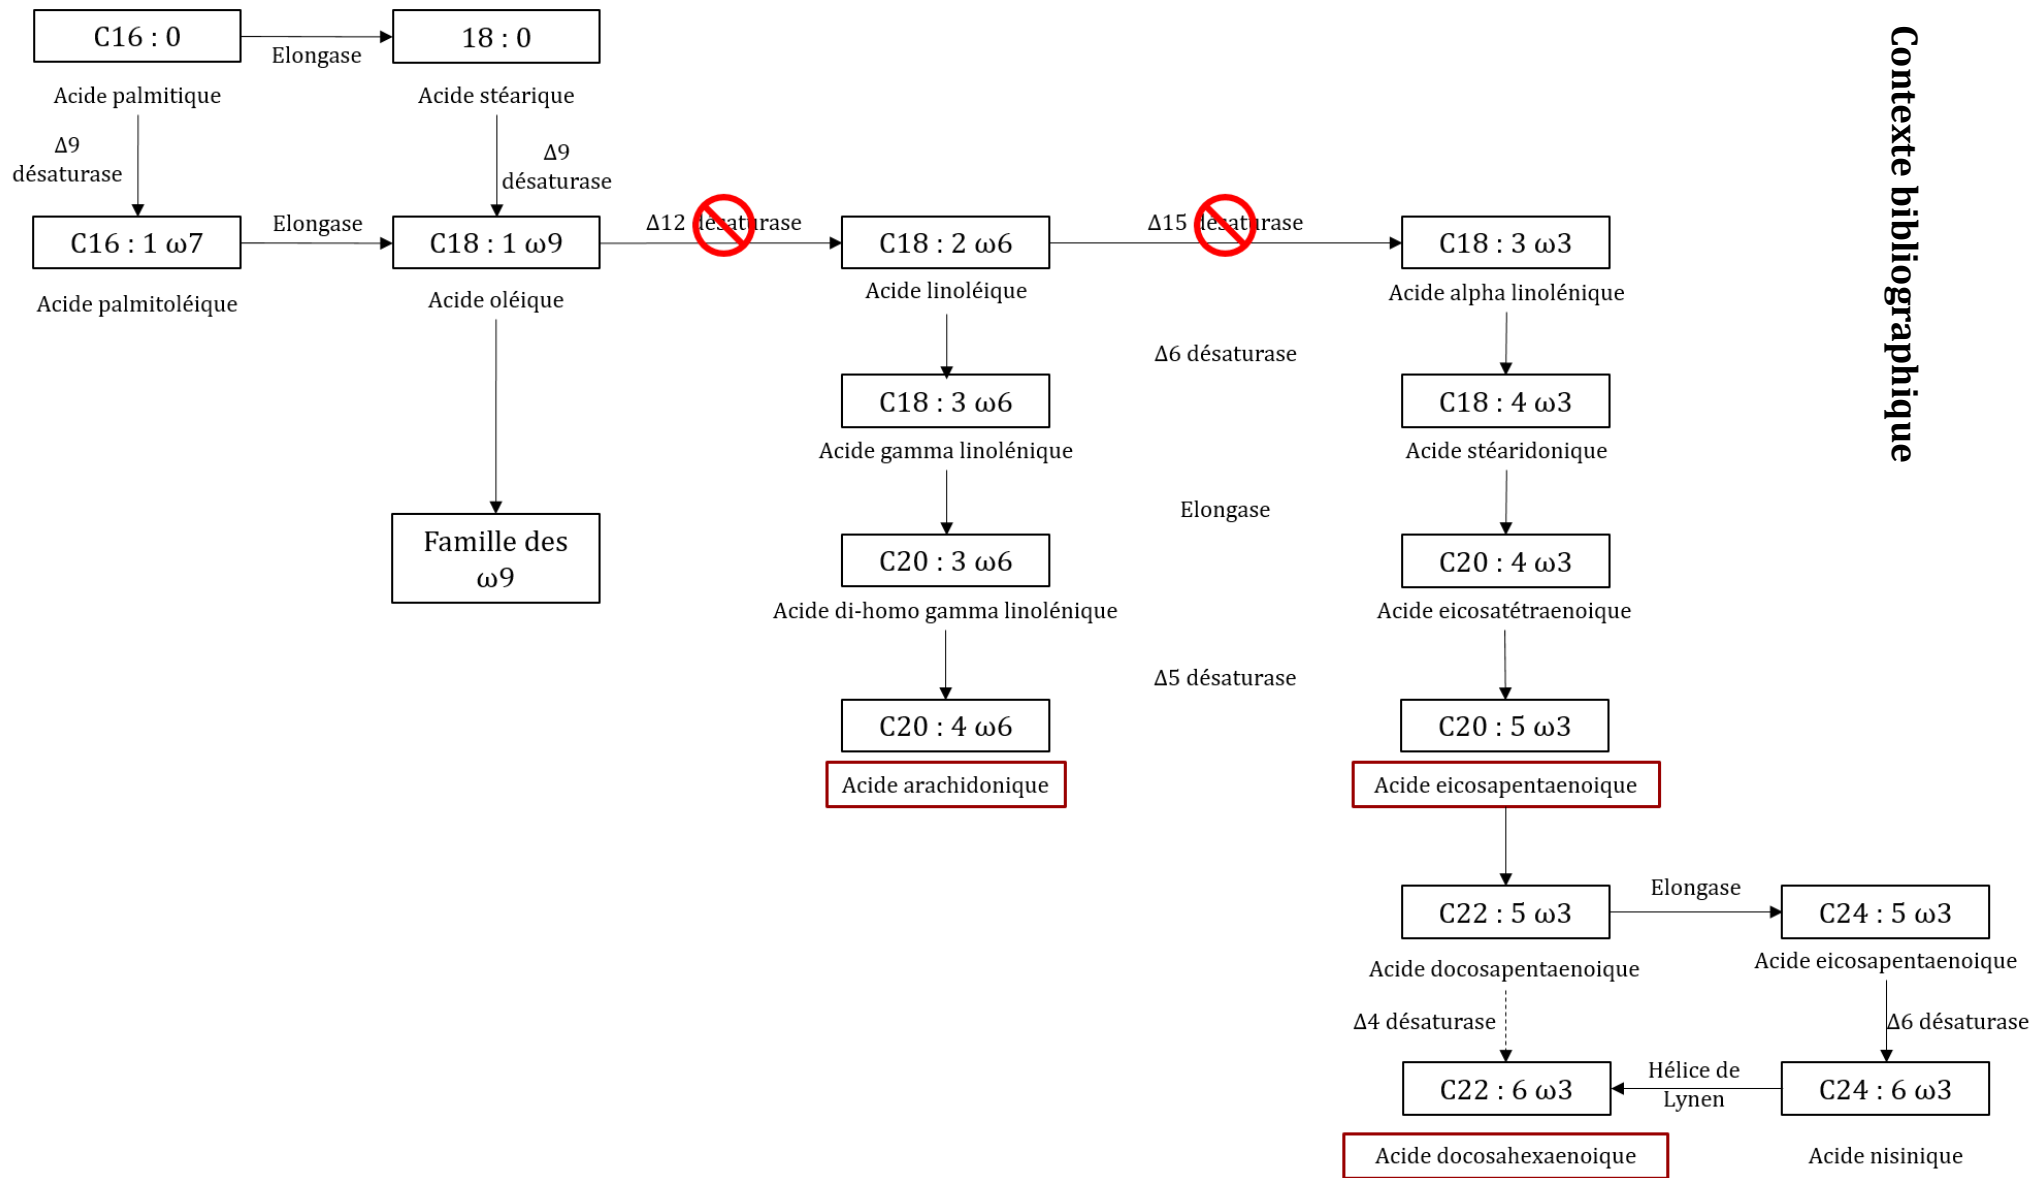 C16 : 0
Elongase
18 : 0
Acide palmitique
Acide stéarique
Δ9
désaturase
Δ9
désaturase
C16 : 1 ω7
Elongase
C18 : 1 ω9
Δ12 désaturase
C18 : 2 ω6
Δ15 désaturase
C18 : 3 ω3
Acide palmitoléique
Acide oléique
Acide linoléique
Acide alpha linolénique
Δ6 désaturase
C18 : 3 ω6
C18 : 4 ω3
Acide gamma linolénique
Acide stéaridonique
Elongase
Famille des
ω9
C20 : 3 ω6
C20 : 4 ω3
Acide di-homo gamma linolénique
Acide eicosatétraenoique
Δ5 désaturase
C20 : 4 ω6
C20 : 5 ω3
Acide arachidonique
Acide eicosapentaenoique
C22 : 5 ω3
Elongase
C24 : 5 ω3
Acide docosapentaenoique
Acide eicosapentaenoique
Δ4 désaturase
Δ6 désaturase
C22 : 6 ω3
Hélice de
Lynen
C24 : 6 ω3
Acide docosahexaenoique
Acide nisinique
Contexte bibliographique